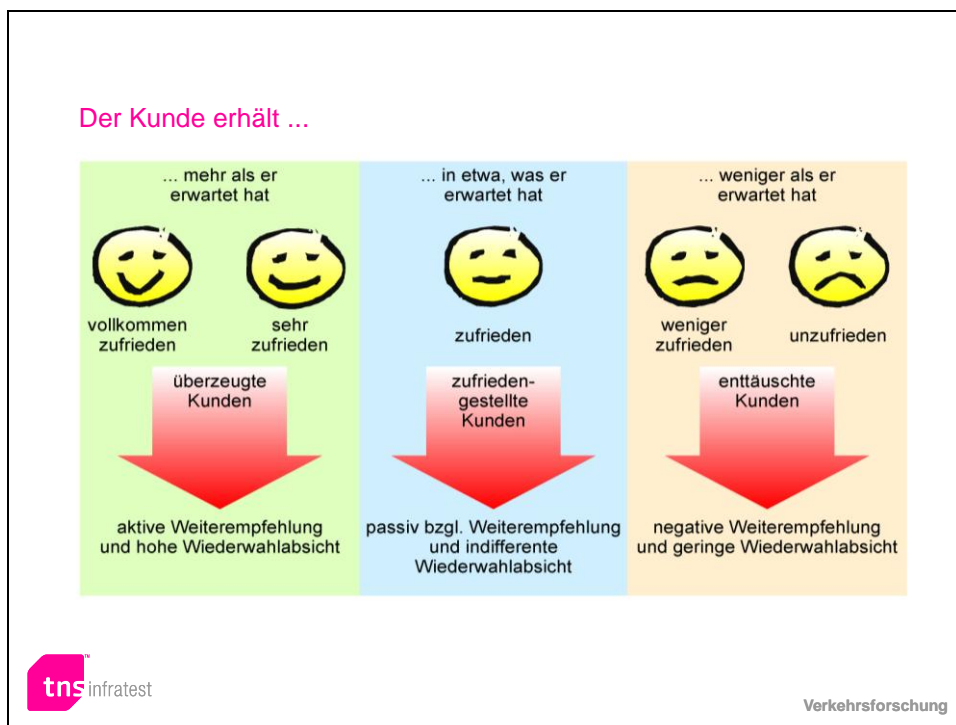 Der Kunde erhält ...
... mehr als er
erwartet hat
vollkommen
zufrieden
sehr
zufrieden
überzeugte
Kunden
aktive Weiterempfehlung
und hohe Wiederwahlabsicht
... in etwa, was er
erwartet hat
zufrieden
zufrieden-
gestellte
Kunden
passiv bzgl. Weiterempfehlung
und indifferente
Wiederwahlabsicht
... weniger als er
erwartet hat
weniger
zufrieden
unzufrieden
enttäuschte
Kunden
negative Weiterempfehlung
und geringe Wiederwahlabsicht
tns infratest
™
Verkehrsforschung